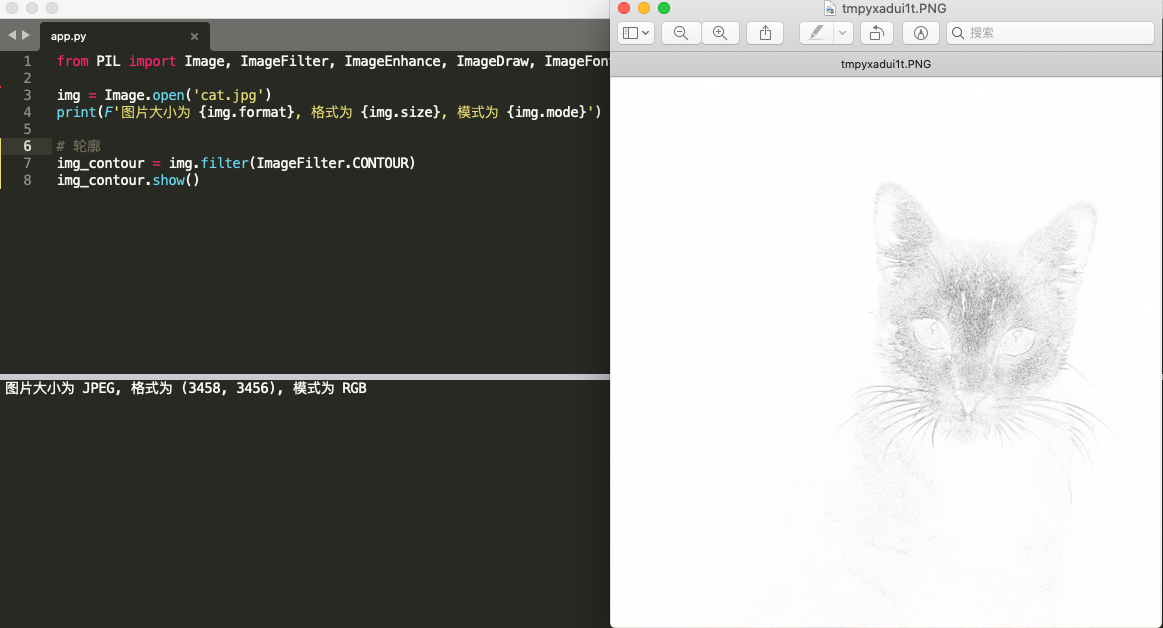 app.py
1 from PIL import Image, ImageFilter, ImageEnhance, ImageDraw, ImageFon
2
3 img = Image.open('cat.jpg')
4 print(F'图片大小为 {img.format}, 格式为 {img.size}, 模式为 {img.mode}')
5
6 # 轮廓
7 img_contour = img.filter(ImageFilter.CONTOUR)
8 img_contour.show()
图片大小为 JPEG, 格式为 (3458, 3456), 模式为 RGB
tmpyxadui1t.PNG
搜索
tmpyxadui1t.PNG